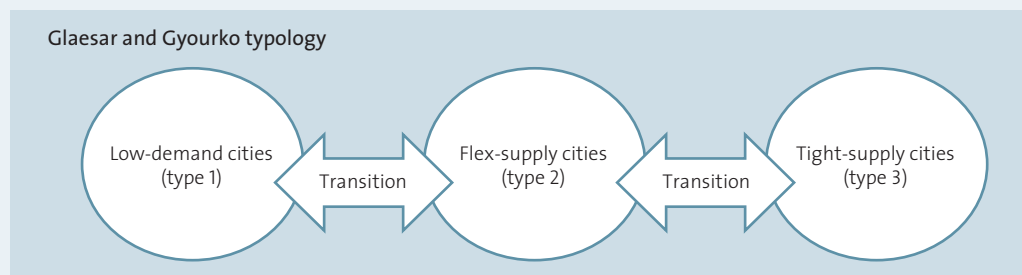 Glaesar and Gyourko typology
Low-demand cities
(type 1)
Transition
Flex-supply cities
(type 2)
Transition
Tight-supply cities
(type 3)